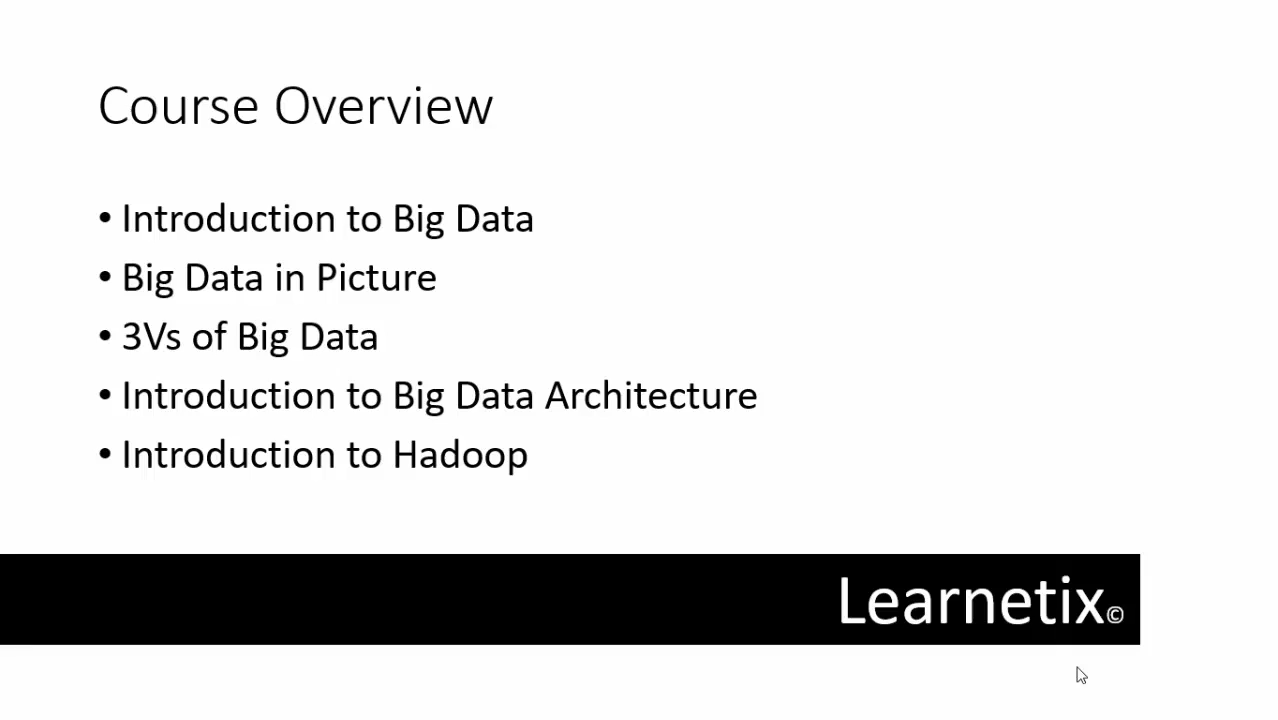 Course Overview
• Introduction to Big Data
• Big Data in Picture
• 3Vs of Big Data
• Introduction to Big Data Architecture
• Introduction to Hadoop
Learnetix©